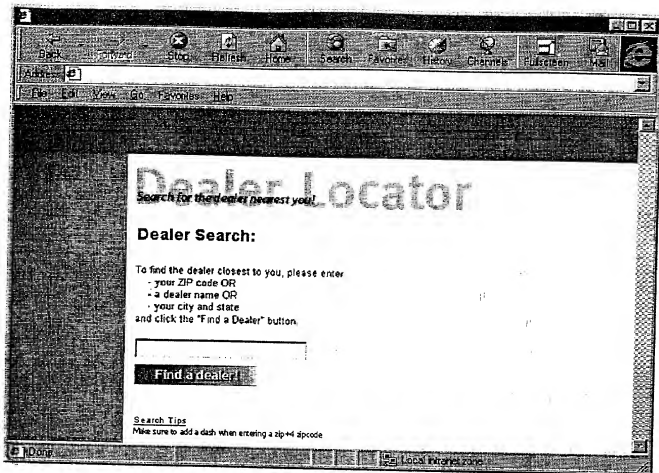 Back Forward Stop Refresh Home Search Favorites History Channels Fullscreen Mail
Address
File Edit View Go Favorites Help
Dealer Locator
Search for the dealer nearest you!
Dealer Search:
To find the dealer closest to you, please enter
- your ZIP code OR
- a dealer name OR
- your city and state
and click the "Find a Dealer" button.
Find a dealer!
Search Tips
Make sure to add a dash when entering a zip+4 zipcode
Done Local intranet zone